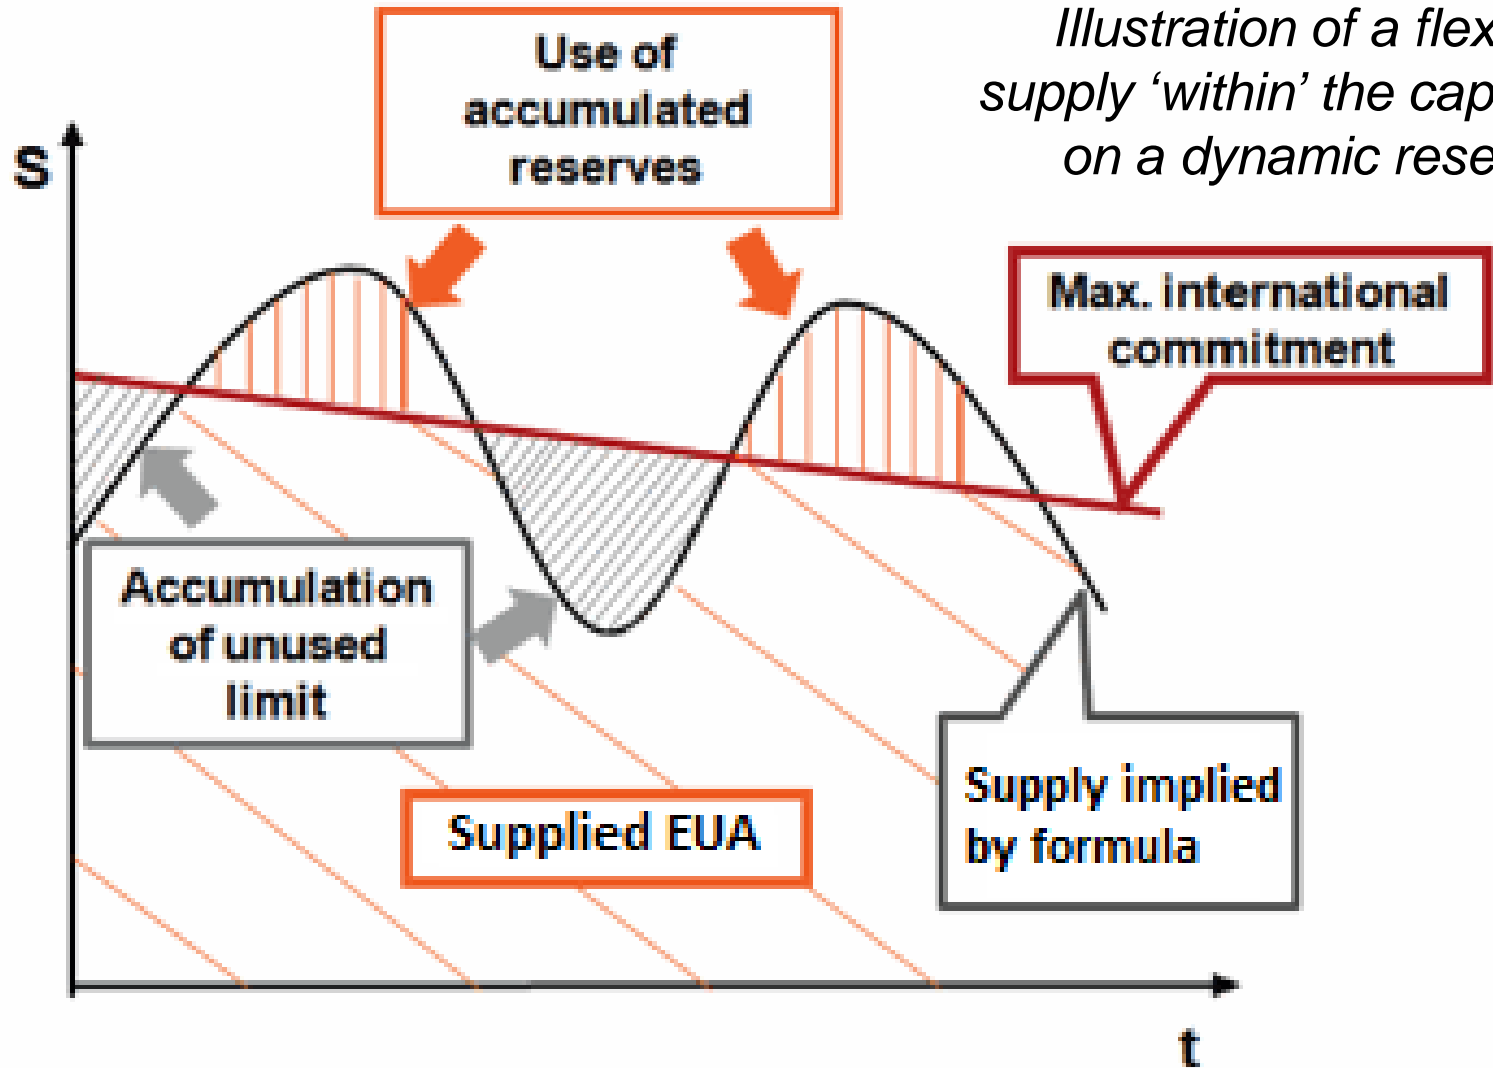 Illustration of a flex
supply ‘within’ the cap
on a dynamic rese
Use of
accumulated
reserves
S
Max. international
commitment
Accumulation
of unused
limit
Supplied EUA
Supply implied
by formula
t